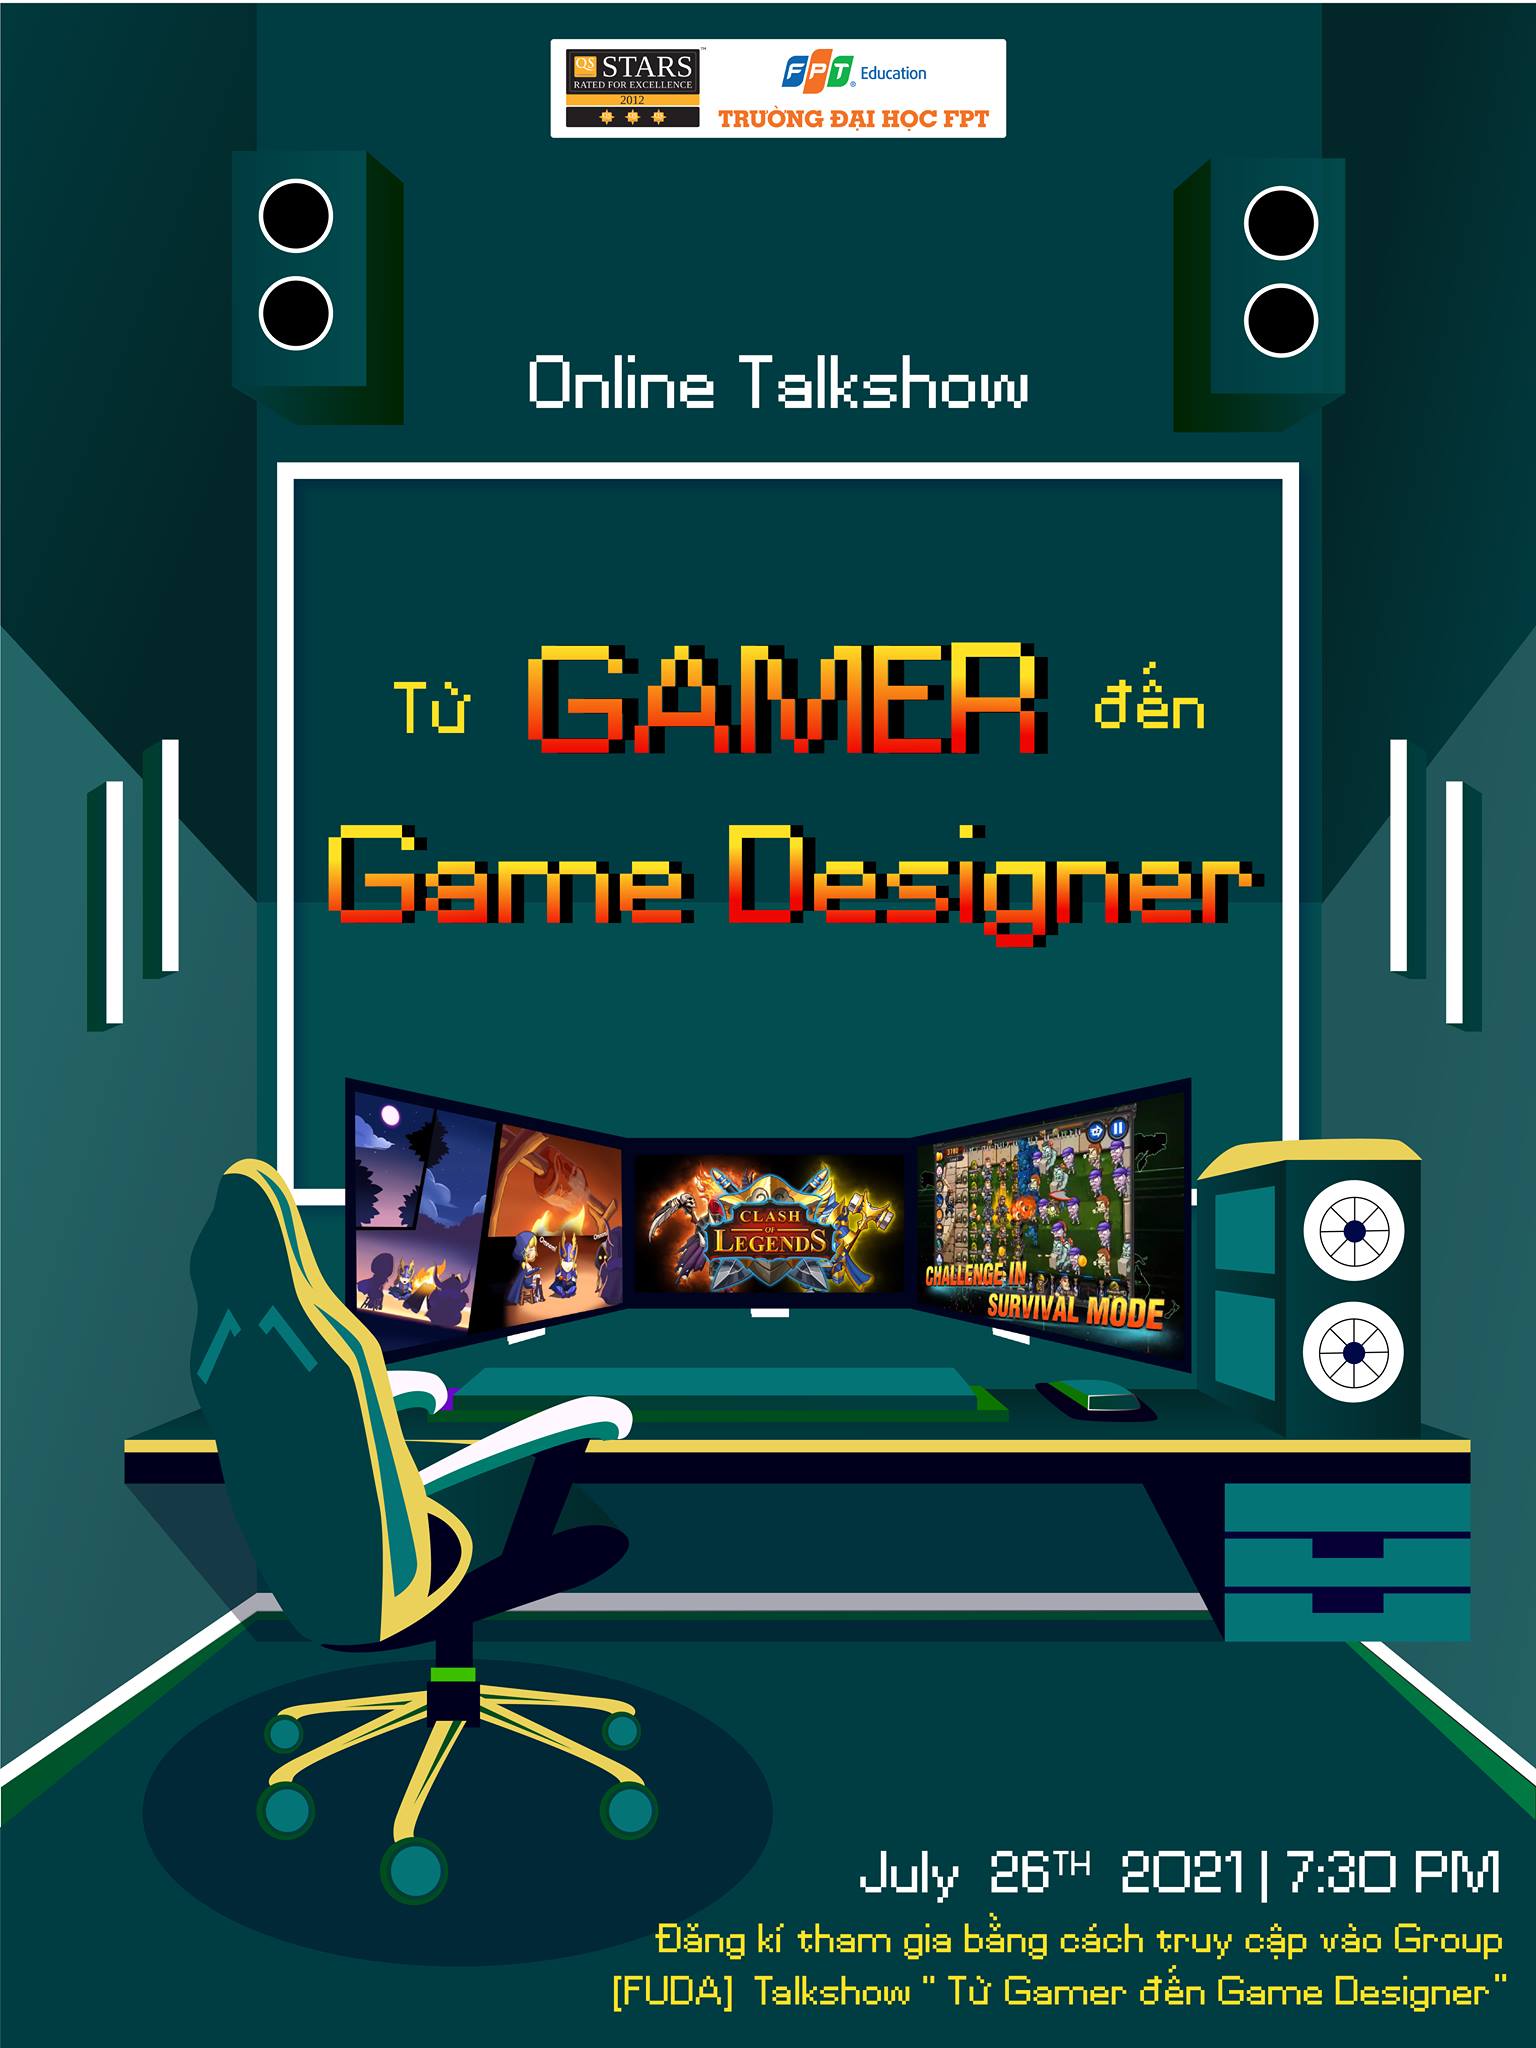 QS STARS™
RATED FOR EXCELLENCE
2012
FPT® Education
TRƯỜNG ĐẠI HỌC FPT
Online Talkshow
Từ GAMER đến
Game Designer
CLASH
OF
LEGENDS
CHALLENGE IN
SURVIVAL MODE
July 26TH 2021 | 7:30 PM
Đăng kí tham gia bằng cách truy cập vào Group
[FUDA] Talkshow " Từ Gamer đến Game Designer"